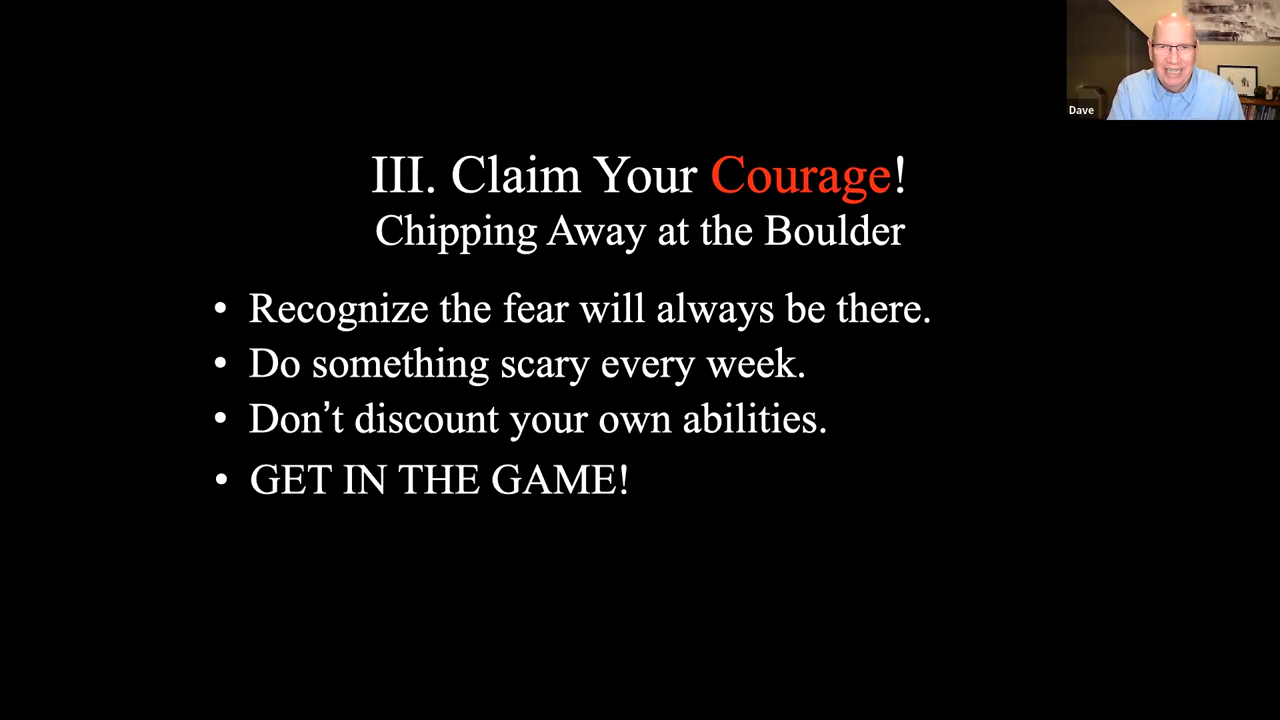 Dave
III. Claim Your Courage!
Chipping Away at the Boulder
• Recognize the fear will always be there.
• Do something scary every week.
• Don’t discount your own abilities.
• GET IN THE GAME!